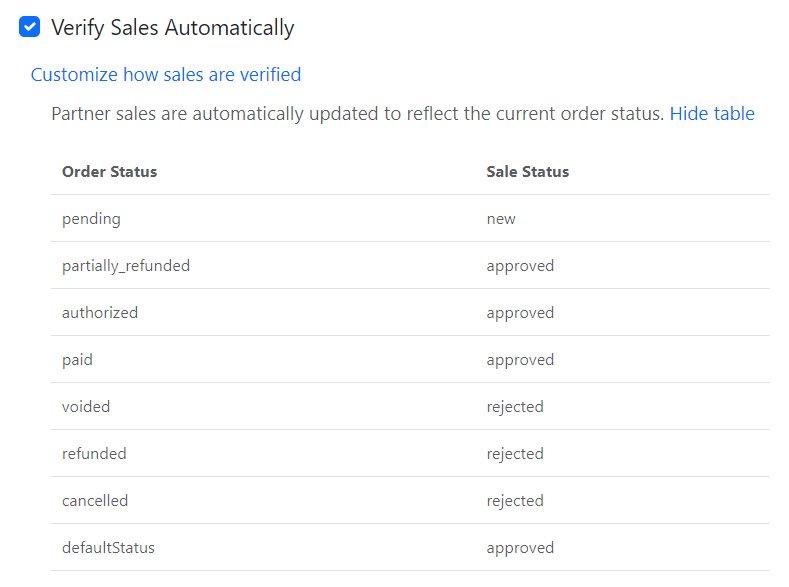 Verify Sales Automatically
Customize how sales are verified
Partner sales are automatically updated to reflect the current order status. Hide table
Order Status Sale Status
pending new
partially_refunded approved
authorized approved
paid approved
voided rejected
refunded rejected
cancelled rejected
defaultStatus approved